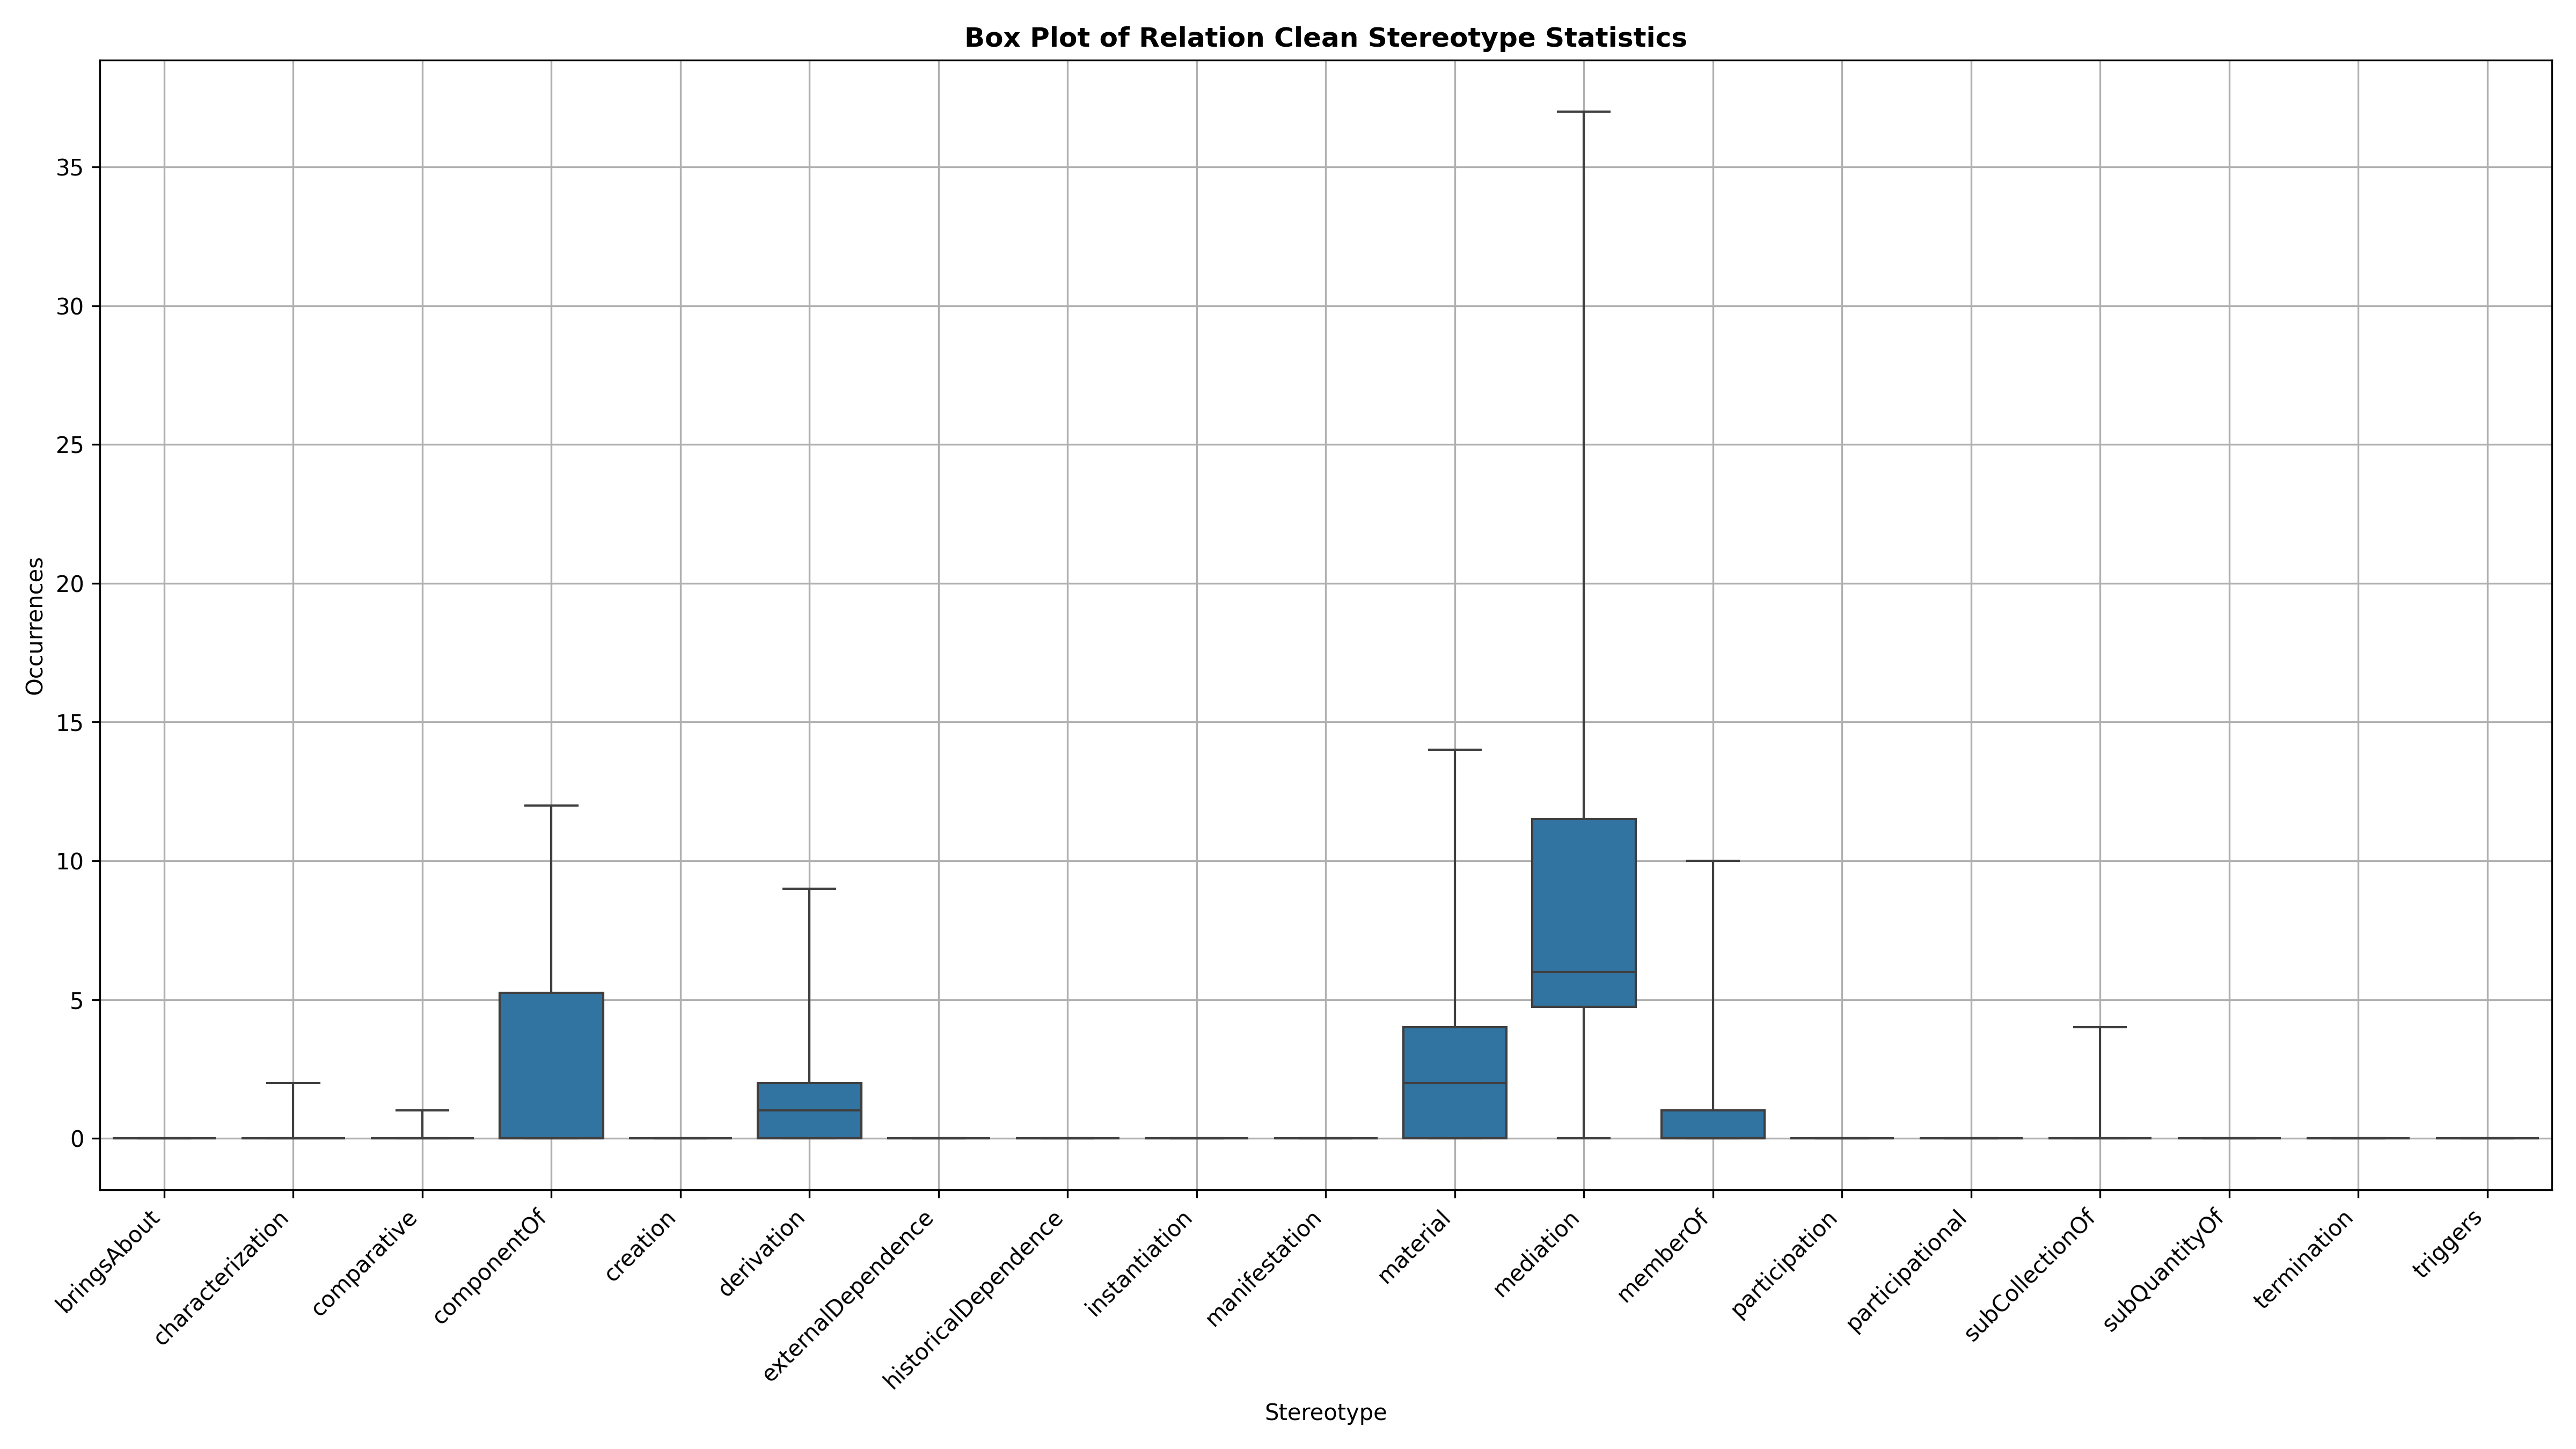 Box Plot of Relation Clean Stereotype Statistics
Occurrences
35
30
25
20
15
10
5
0
bringsAbout
characterization
comparative
componentOf
creation
derivation
externalDependence
historicalDependence
instantiation
manifestation
material
mediation
memberOf
participation
participational
subCollectionOf
subQuantityOf
termination
triggers
Stereotype